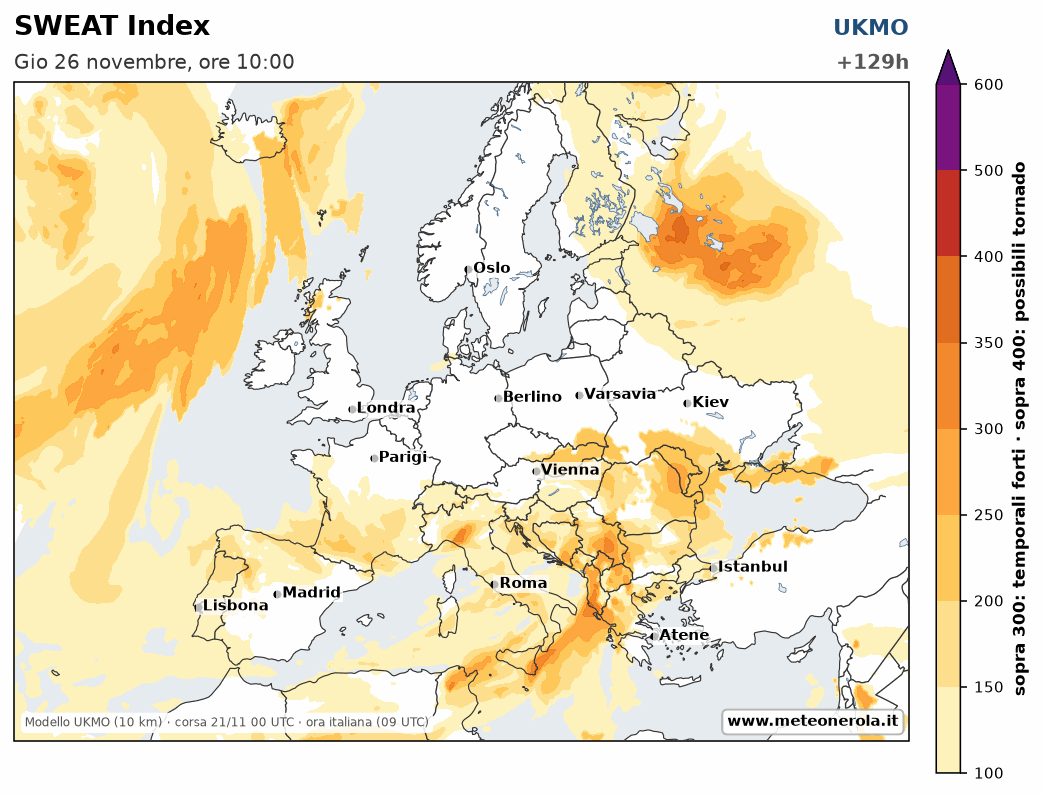 SWEAT Index
UKMO
Gio 26 novembre, ore 10:00
+129h
600
500
400
350
300
250
200
150
100
sopra 300: temporali forti · sopra 400: possibili tornado
Oslo
Berlino
Varsavia
Kiev
Londra
Parigi
Vienna
Istanbul
Roma
Madrid
Lisbona
Atene
Modello UKMO (10 km) · corsa 21/11 00 UTC · ora italiana (09 UTC)
www.meteonerola.it